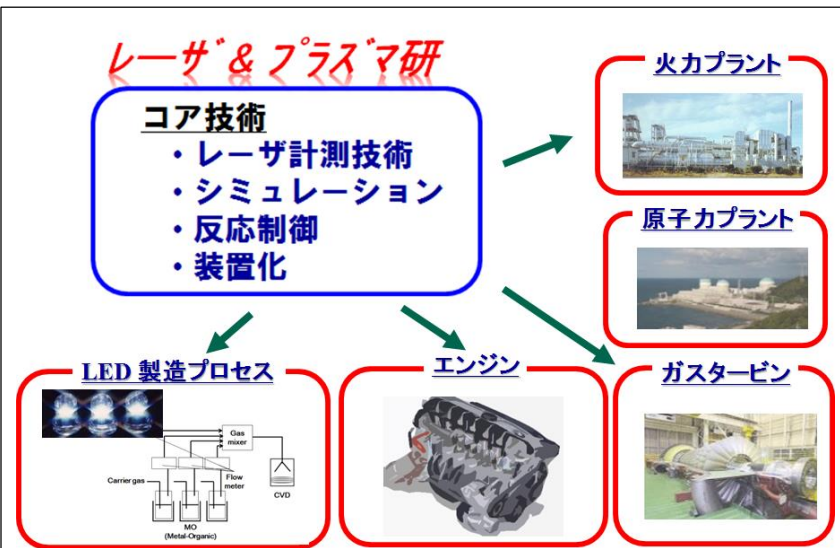 レーザ & プラズマ研
コア技術
・レーザ計測技術
・シミュレーション
・反応制御
・装置化
火力プラント
原子力プラント
LED 製造プロセス
Gas
mixer
Flow
meter
Carrier gas
CVD
MO
(Metal-Organic)
エンジン
ガスタービン